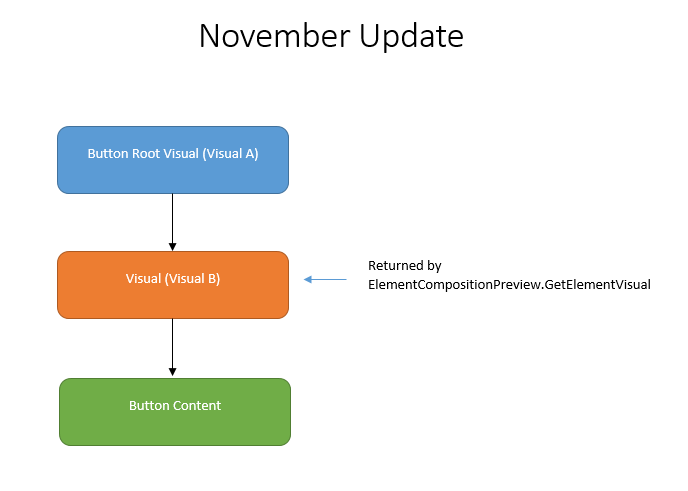 November Update
Button Root Visual (Visual A)
Visual (Visual B)
Returned by
ElementCompositionPreview.GetElementVisual
Button Content